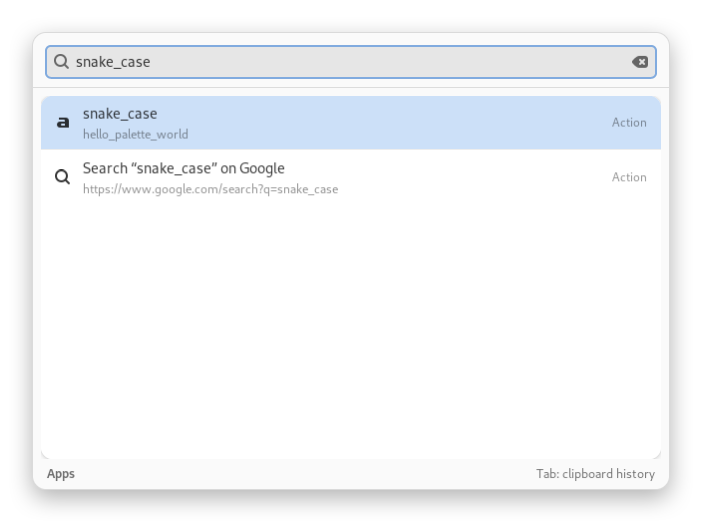 snake_case
snake_case
hello_palette_world
Action
Search “snake_case” on Google
https://www.google.com/search?q=snake_case
Action
Apps
Tab: clipboard history